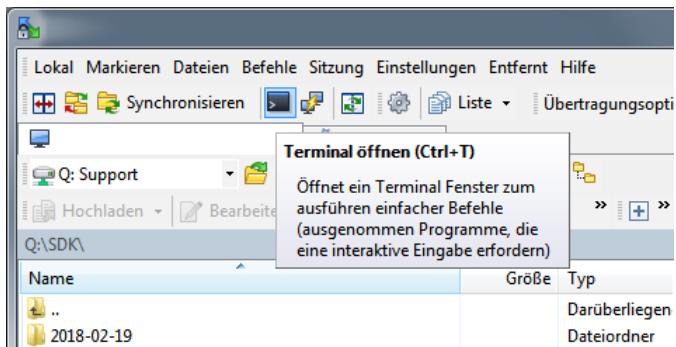 Lokal Markieren Dateien Befehle Sitzung Einstellungen Entfernt Hilfe
Synchronisieren Liste Übertragungsopti
Terminal öffnen (Ctrl+T)
Öffnet ein Terminal Fenster zum
ausführen einfacher Befehle
(ausgenommen Programme, die
eine interaktive Eingabe erfordern)
Q: Support
Hochladen Bearbeite
Q:\SDK\
Name Größe Typ
.. Darüberliegen
2018-02-19 Dateiordner